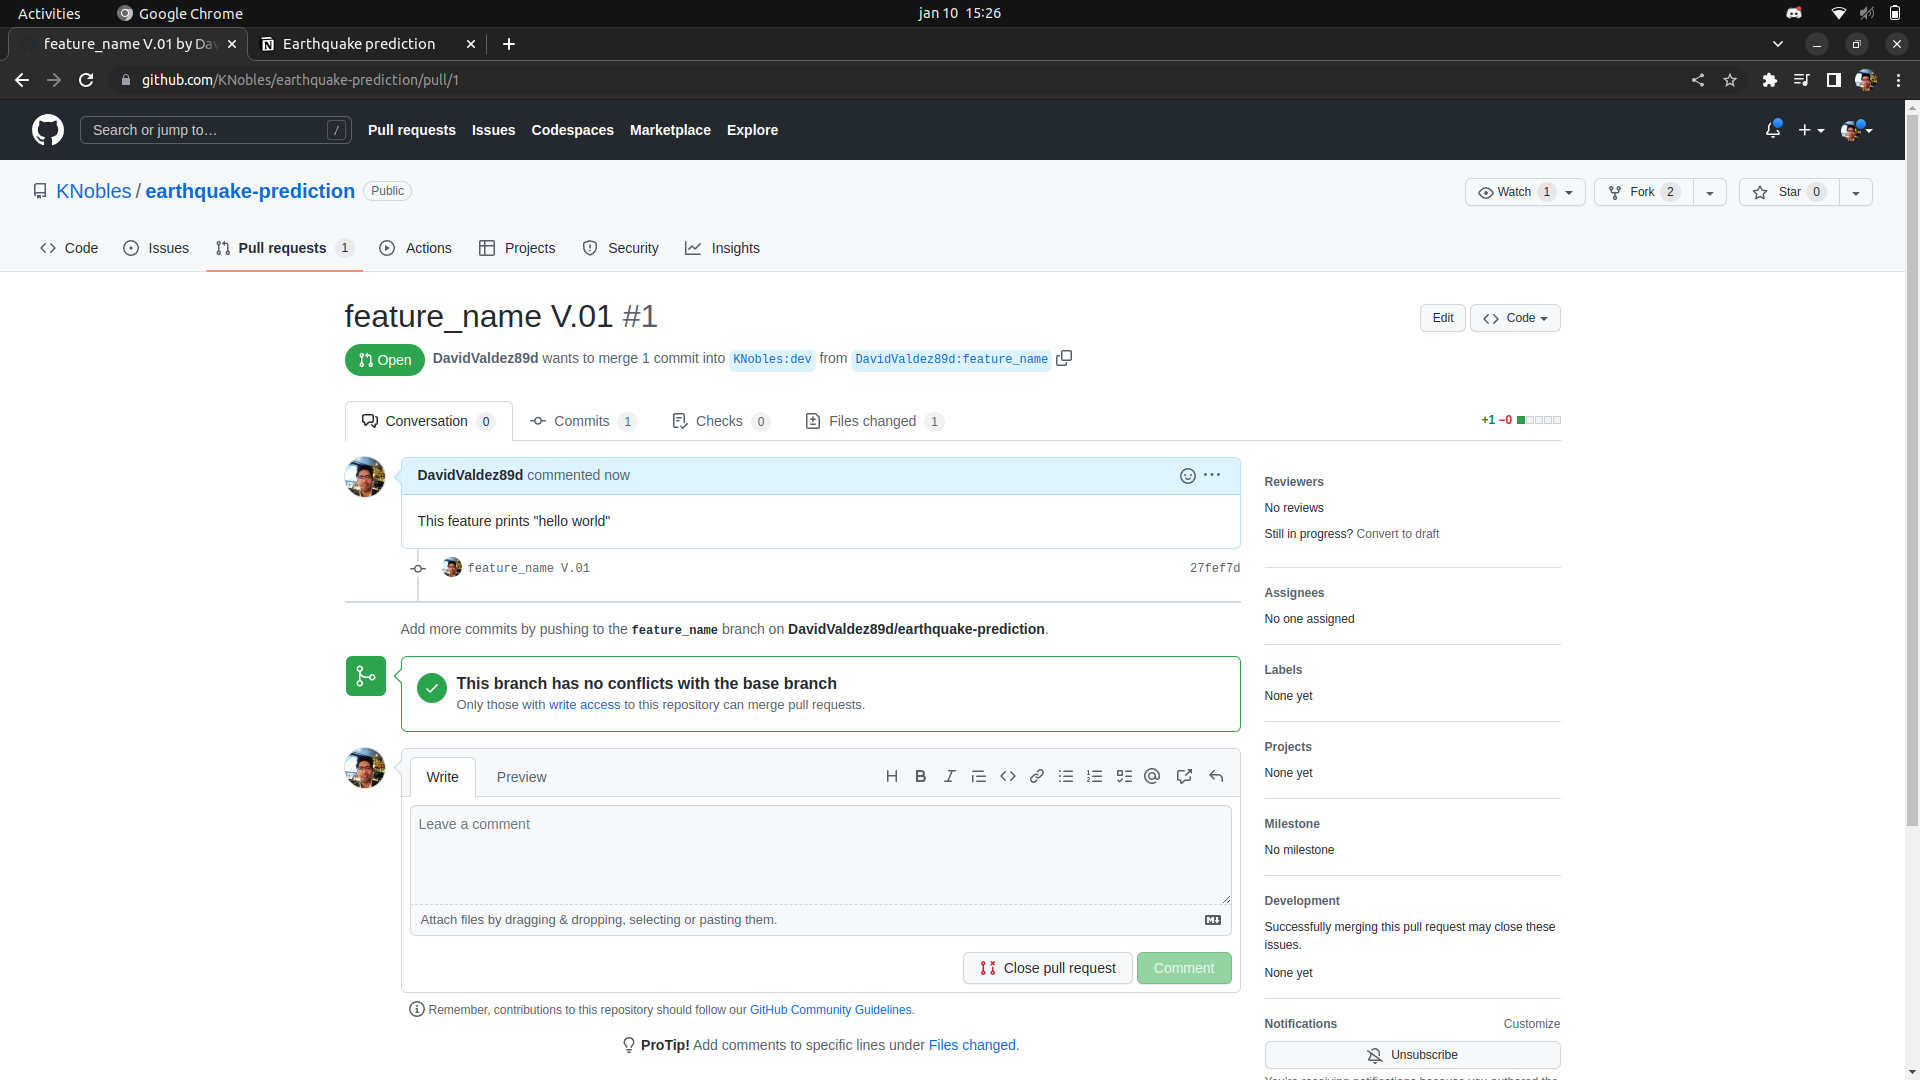 Activities
Google Chrome
jan 10 15:26
feature_name V.01 by Da
Earthquake prediction
github.com/KNobles/earthquake-prediction/pull/1
Search or jump to…
/
Pull requests
Issues
Codespaces
Marketplace
Explore
KNobles / earthquake-prediction
Public
Watch 1
Fork 2
Star 0
Code
Issues
Pull requests 1
Actions
Projects
Security
Insights
feature_name V.01 #1
Edit
Code
Open
DavidValdez89d wants to merge 1 commit into KNobles:dev from DavidValdez89d:feature_name
Conversation 0
Commits 1
Checks 0
Files changed 1
+1 −0
DavidValdez89d commented now
This feature prints "hello world"
feature_name V.01
27fef7d
Add more commits by pushing to the feature_name branch on DavidValdez89d/earthquake-prediction.
This branch has no conflicts with the base branch
Only those with write access to this repository can merge pull requests.
Write
Preview
Leave a comment
Attach files by dragging & dropping, selecting or pasting them.
Close pull request
Comment
Remember, contributions to this repository should follow our GitHub Community Guidelines.
ProTip! Add comments to specific lines under Files changed.
Reviewers
No reviews
Still in progress? Convert to draft
Assignees
No one assigned
Labels
None yet
Projects
None yet
Milestone
No milestone
Development
Successfully merging this pull request may close these
issues.
None yet
Notifications
Customize
Unsubscribe
You're receiving notifications because you authored the